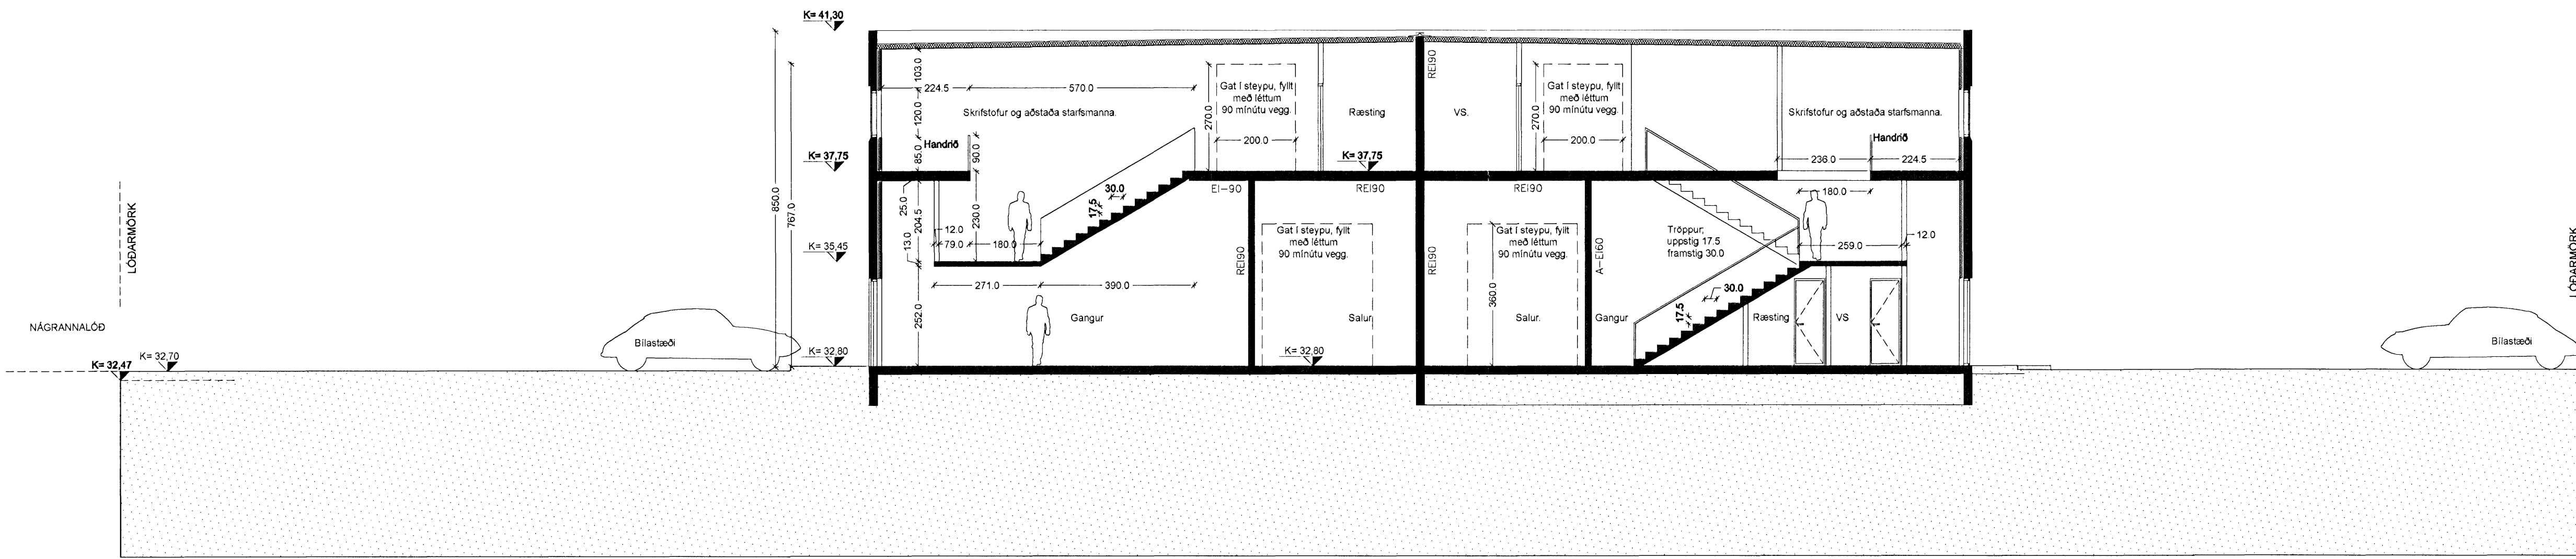 K= 41,30
850.0
767.0
K= 37,75
K= 35,45
K= 32,80
LÓÐARMÖRK
NÁGRANNALÓÐ
K= 32,47
K= 32,70
Bílastæði
103.0
224.5
570.0
120.0
Skrifstofur og aðstaða starfsmanna.
Handrið
85.0
90.0
270.0
Gat í steypu, fyllt
með léttum
90 mínútu vegg.
200.0
Ræsting
K= 37,75
REI90
VS.
270.0
Gat í steypu, fyllt
með léttum
90 mínútu vegg.
200.0
Skrifstofur og aðstaða starfsmanna.
Handrið
236.0
224.5
25.0
204.5
13.0
12.0
79.0
180.0
230.0
17.5
30.0
EI-90
REI90
REI90
271.0
390.0
252.0
Gangur
REI90
Gat í steypu, fyllt
með léttum
90 mínútu vegg.
Salur
K= 32,80
REI90
360.0
Gat í steypu, fyllt
með léttum
90 mínútu vegg.
Salur.
A-EI60
Gangur
Tröppur;
uppstig 17.5
framstig 30.0
180.0
259.0
12.0
17.5
30.0
Ræsting
VS
Bílastæði
LÓÐARMÖRK